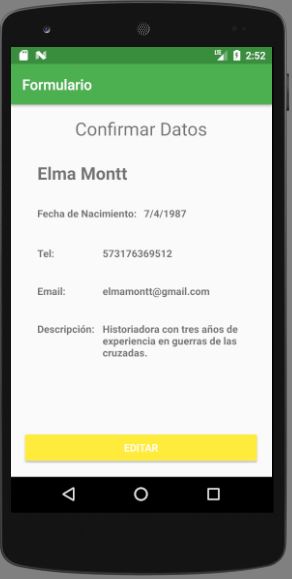 LTE 2:52
Formulario
Confirmar Datos
Elma Montt
Fecha de Nacimiento: 7/4/1987
Tel: 573176369512
Email: elmamontt@gmail.com
Descripción: Historiadora con tres años de
experiencia en guerras de las
cruzadas.
EDITAR